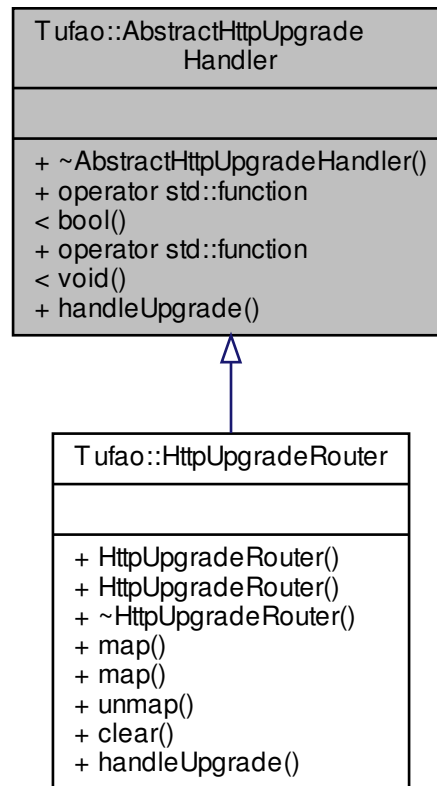 Tufao::AbstractHttpUpgrade
Handler
+ ~AbstractHttpUpgradeHandler()
+ operator std::function
< bool()
+ operator std::function
< void()
+ handleUpgrade()
Tufao::HttpUpgradeRouter
+ HttpUpgradeRouter()
+ HttpUpgradeRouter()
+ ~HttpUpgradeRouter()
+ map()
+ map()
+ unmap()
+ clear()
+ handleUpgrade()